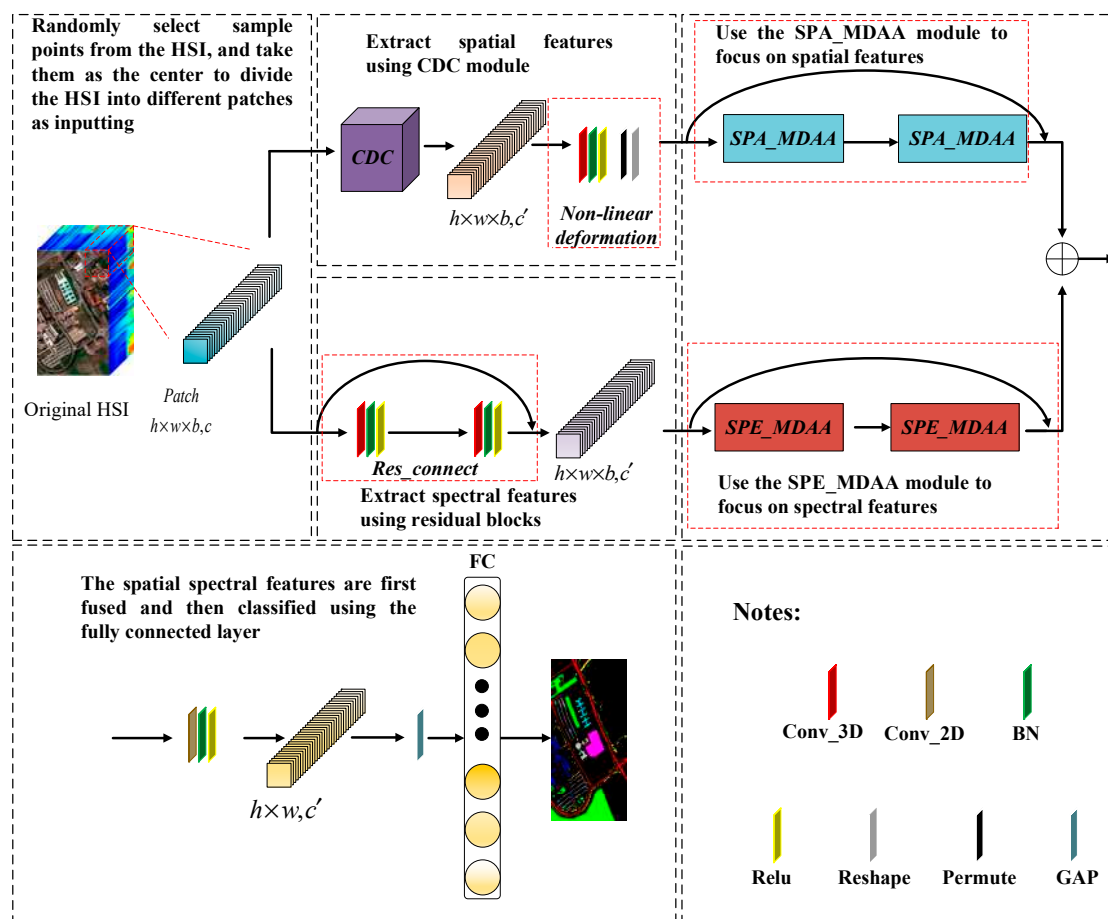 Randomly select sample
points from the HSI, and take
them as the center to divide
the HSI into different patches
as inputting
Original HSI
Patch
h×w×b,c
Extract spatial features
using CDC module
CDC
h×w×b,c′
Non-linear
deformation
Res_connect
Extract spectral features
using residual blocks
h×w×b,c′
Use the SPA_MDAA module to
focus on spatial features
SPA_MDAA
SPA_MDAA
SPE_MDAA
SPE_MDAA
Use the SPE_MDAA module to
focus on spectral features
The spatial spectral features are first
fused and then classified using the
fully connected layer
FC
h×w,c′
Notes:
Conv_3D
Conv_2D
BN
Relu
Reshape
Permute
GAP